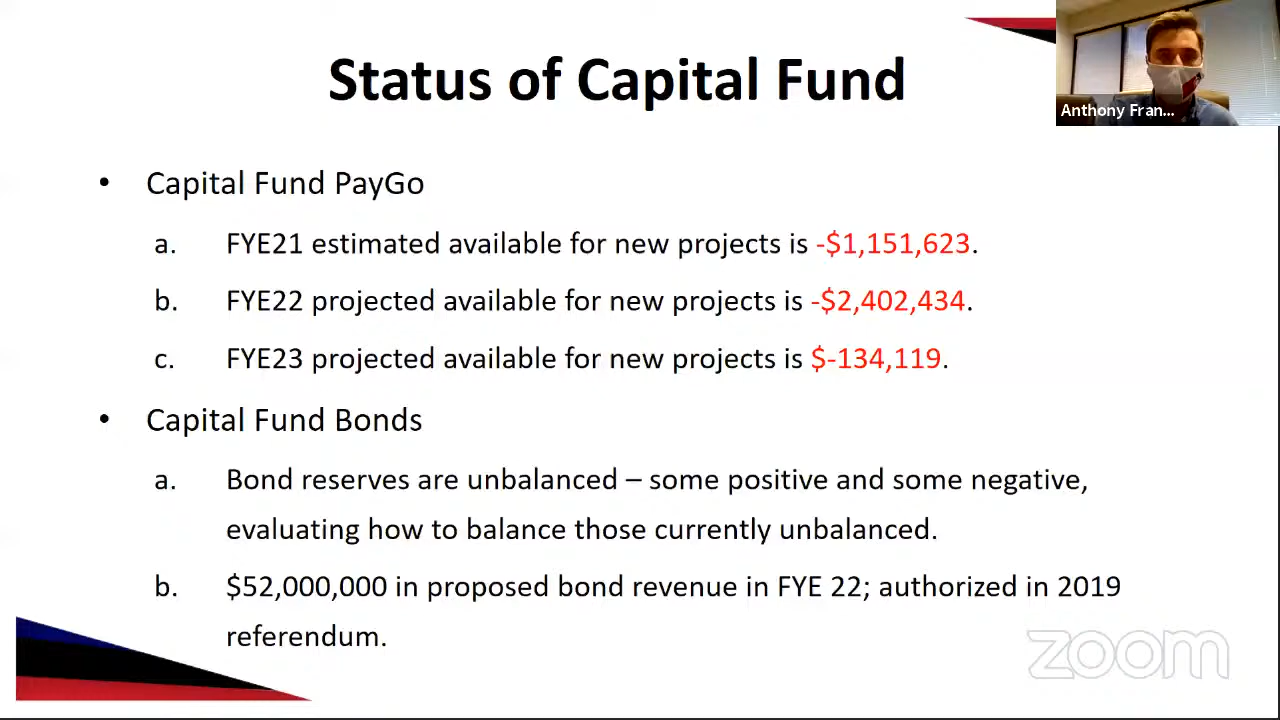 Status of Capital Fund
Anthony Fran...
• Capital Fund PayGo
a. FYE21 estimated available for new projects is -$1,151,623.
b. FYE22 projected available for new projects is -$2,402,434.
c. FYE23 projected available for new projects is $-134,119.
• Capital Fund Bonds
a. Bond reserves are unbalanced – some positive and some negative,
evaluating how to balance those currently unbalanced.
b. $52,000,000 in proposed bond revenue in FYE 22; authorized in 2019
referendum.
zoom